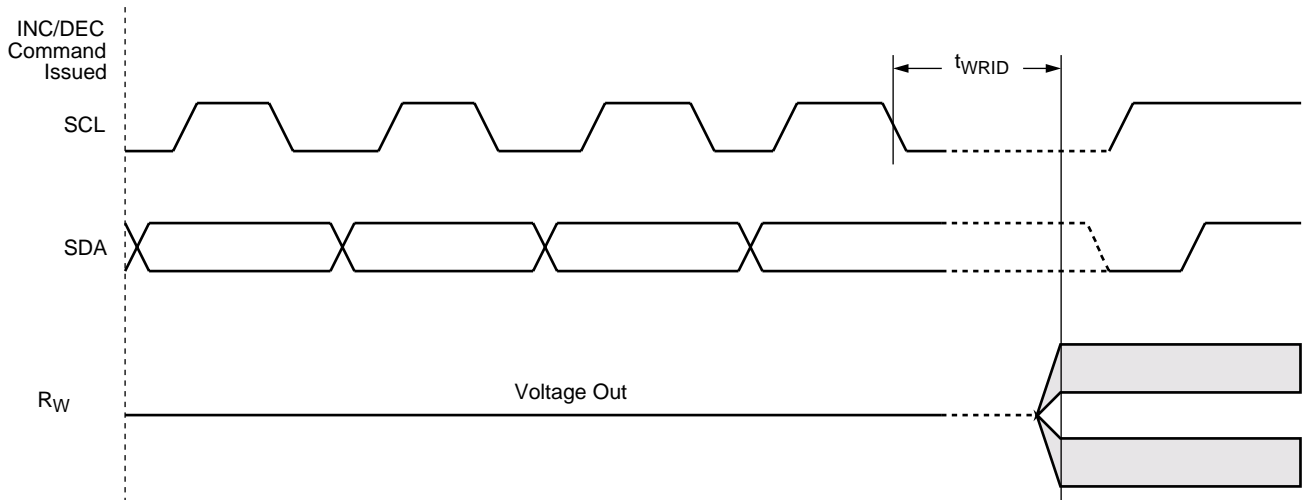 INC/DEC
Command
Issued
tWRID
SCL
SDA
Voltage Out
RW